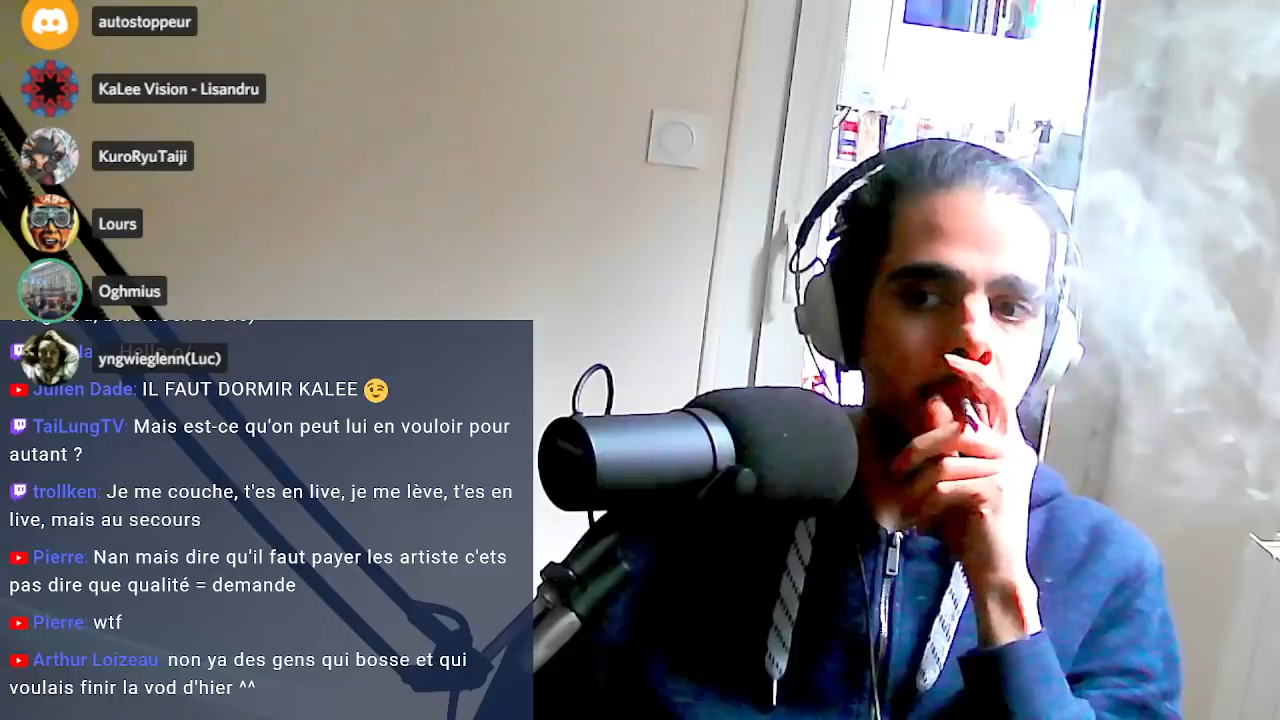 autostoppeur
KaLee Vision - Lisandru
KuroRyuTaiji
Lours
Oghmius
yngwieglenn(Luc)
Julien Dade: IL FAUT DORMIR KALEE 😉
TaiLungTV: Mais est-ce qu'on peut lui en vouloir pour
autant ?
trollken: Je me couche, t'es en live, je me lève, t'es en
live, mais au secours
Pierre: Nan mais dire qu'il faut payer les artiste c'ets
pas dire que qualité = demande
Pierre: wtf
Arthur Loizeau: non ya des gens qui bosse et qui
voulais finir la vod d'hier ^^